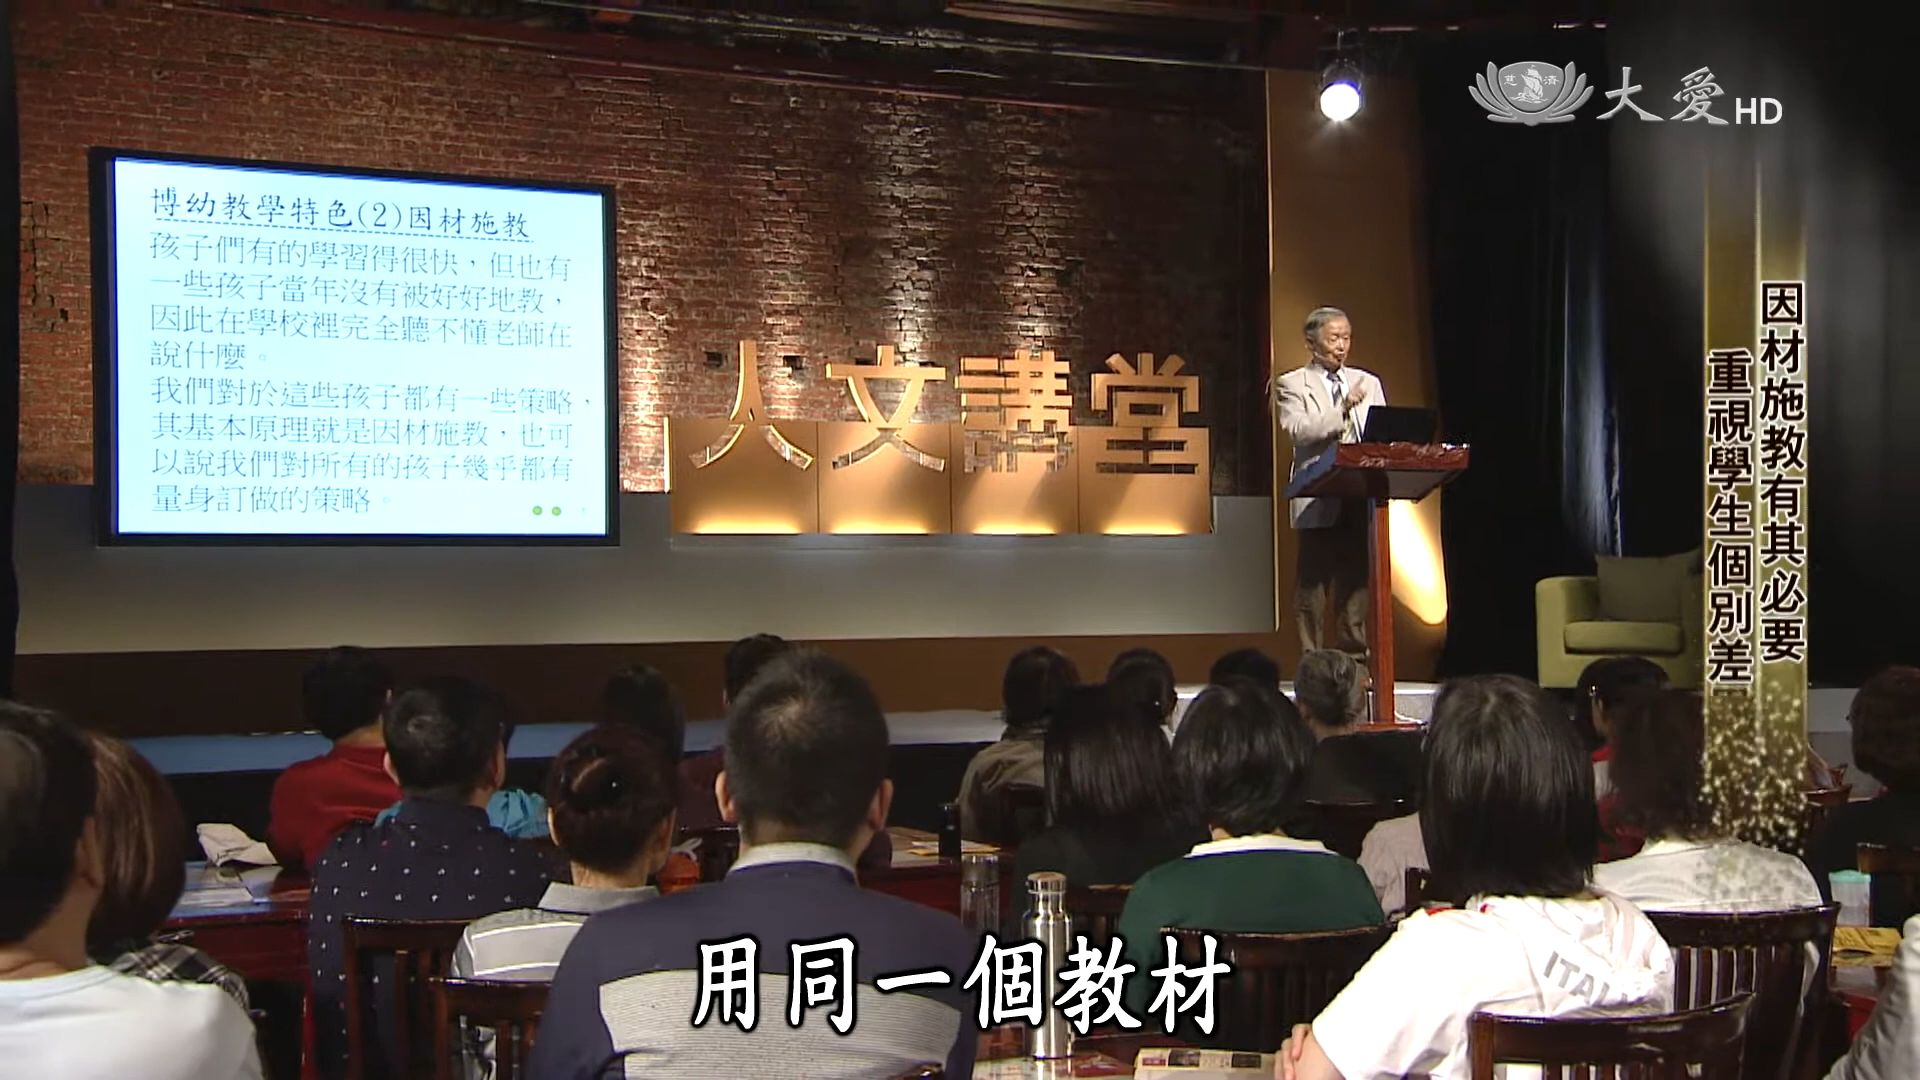 慈濟
大愛HD
博幼教學特色(2)因材施教
孩子們有的學習得很快，但也有
一些孩子當年沒有被好好地教，
因此在學校裡完全聽不懂老師在
說什麼。
我們對於這些孩子都有一些策略，
其基本原理就是因材施教，也可
以說我們對所有的孩子幾乎都有
量身訂做的策略。
人文講堂
因材施教有其必要
重視學生個別差
ITAL
用同一個教材